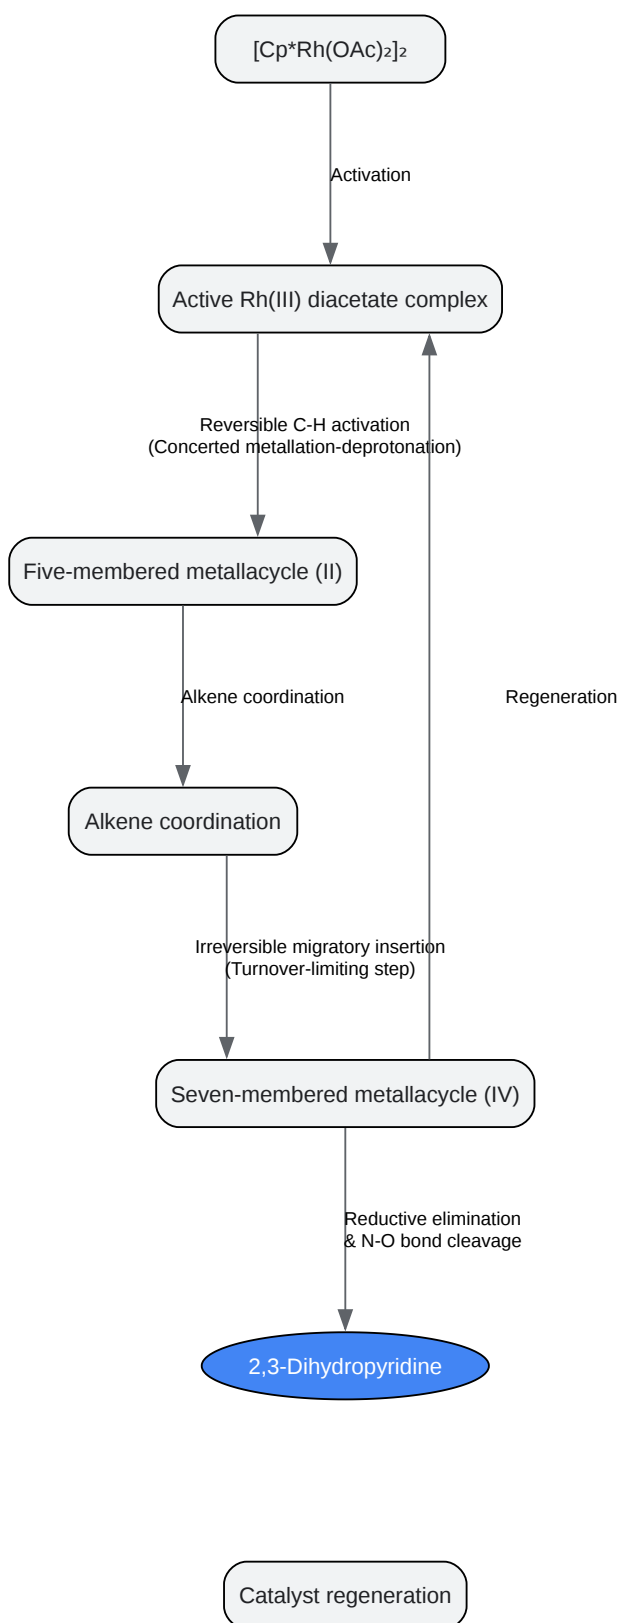 [Cp*Rh(OAc)₂]₂
Activation
Active Rh(III) diacetate complex
Reversible C-H activation
(Concerted metallation-deprotonation)
Five-membered metallacycle (II)
Alkene coordination
Regeneration
Alkene coordination
Irreversible migratory insertion
(Turnover-limiting step)
Seven-membered metallacycle (IV)
Reductive elimination
& N-O bond cleavage
2,3-Dihydropyridine
Catalyst regeneration